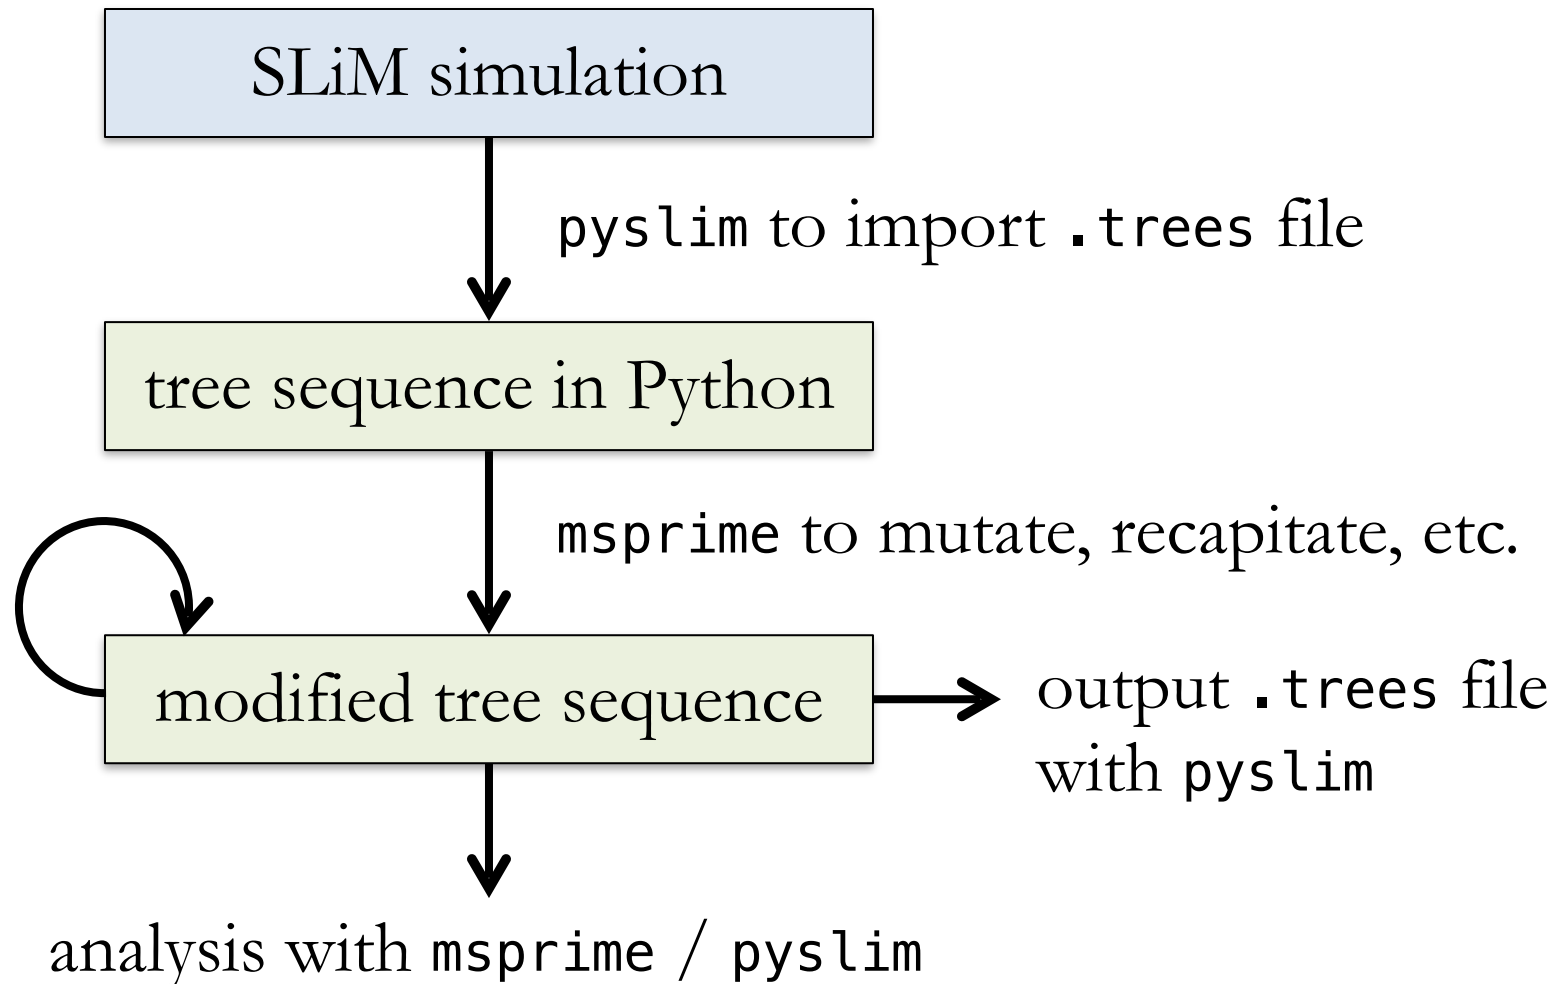 SLiM simulation
pyslim to import .trees file
tree sequence in Python
msprime to mutate, recapitate, etc.
modified tree sequence
output .trees file
with pyslim
analysis with msprime / pyslim